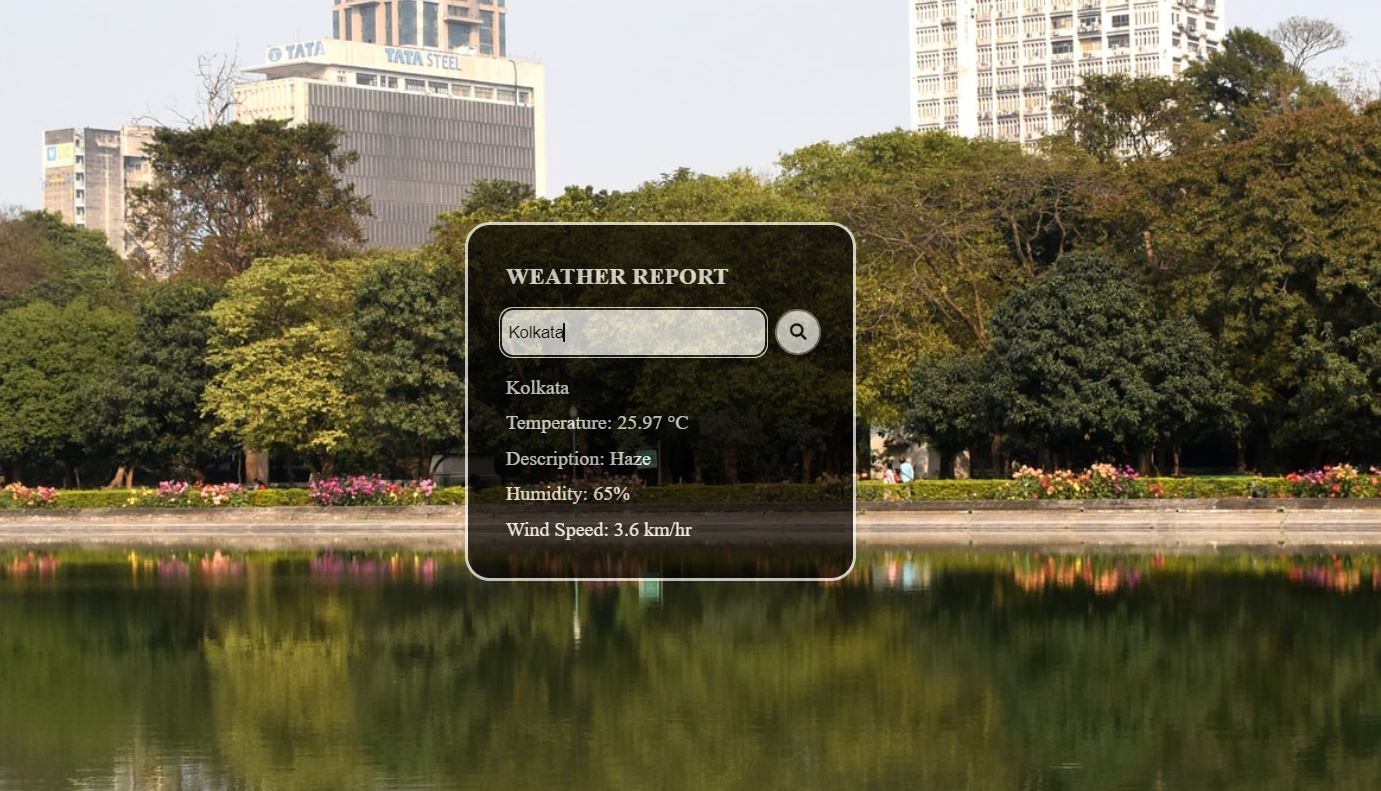 TATA
TATA STEEL
WEATHER REPORT
Kolkata
Kolkata
Temperature: 25.97 °C
Description: Haze
Humidity: 65%
Wind Speed: 3.6 km/hr